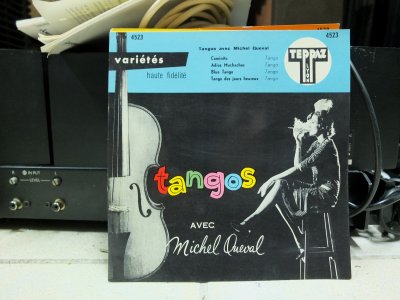 4523
Tangos avec Michel Queval
4523
variétés
haute fidélité
Caminito Tango
Adios Muchachos Tango
Blue Tango Tango
Tango des jours heureux Tango
TEPPAZ
tangos
AVEC
Michel Queval
INPUT
R L
LEVEL